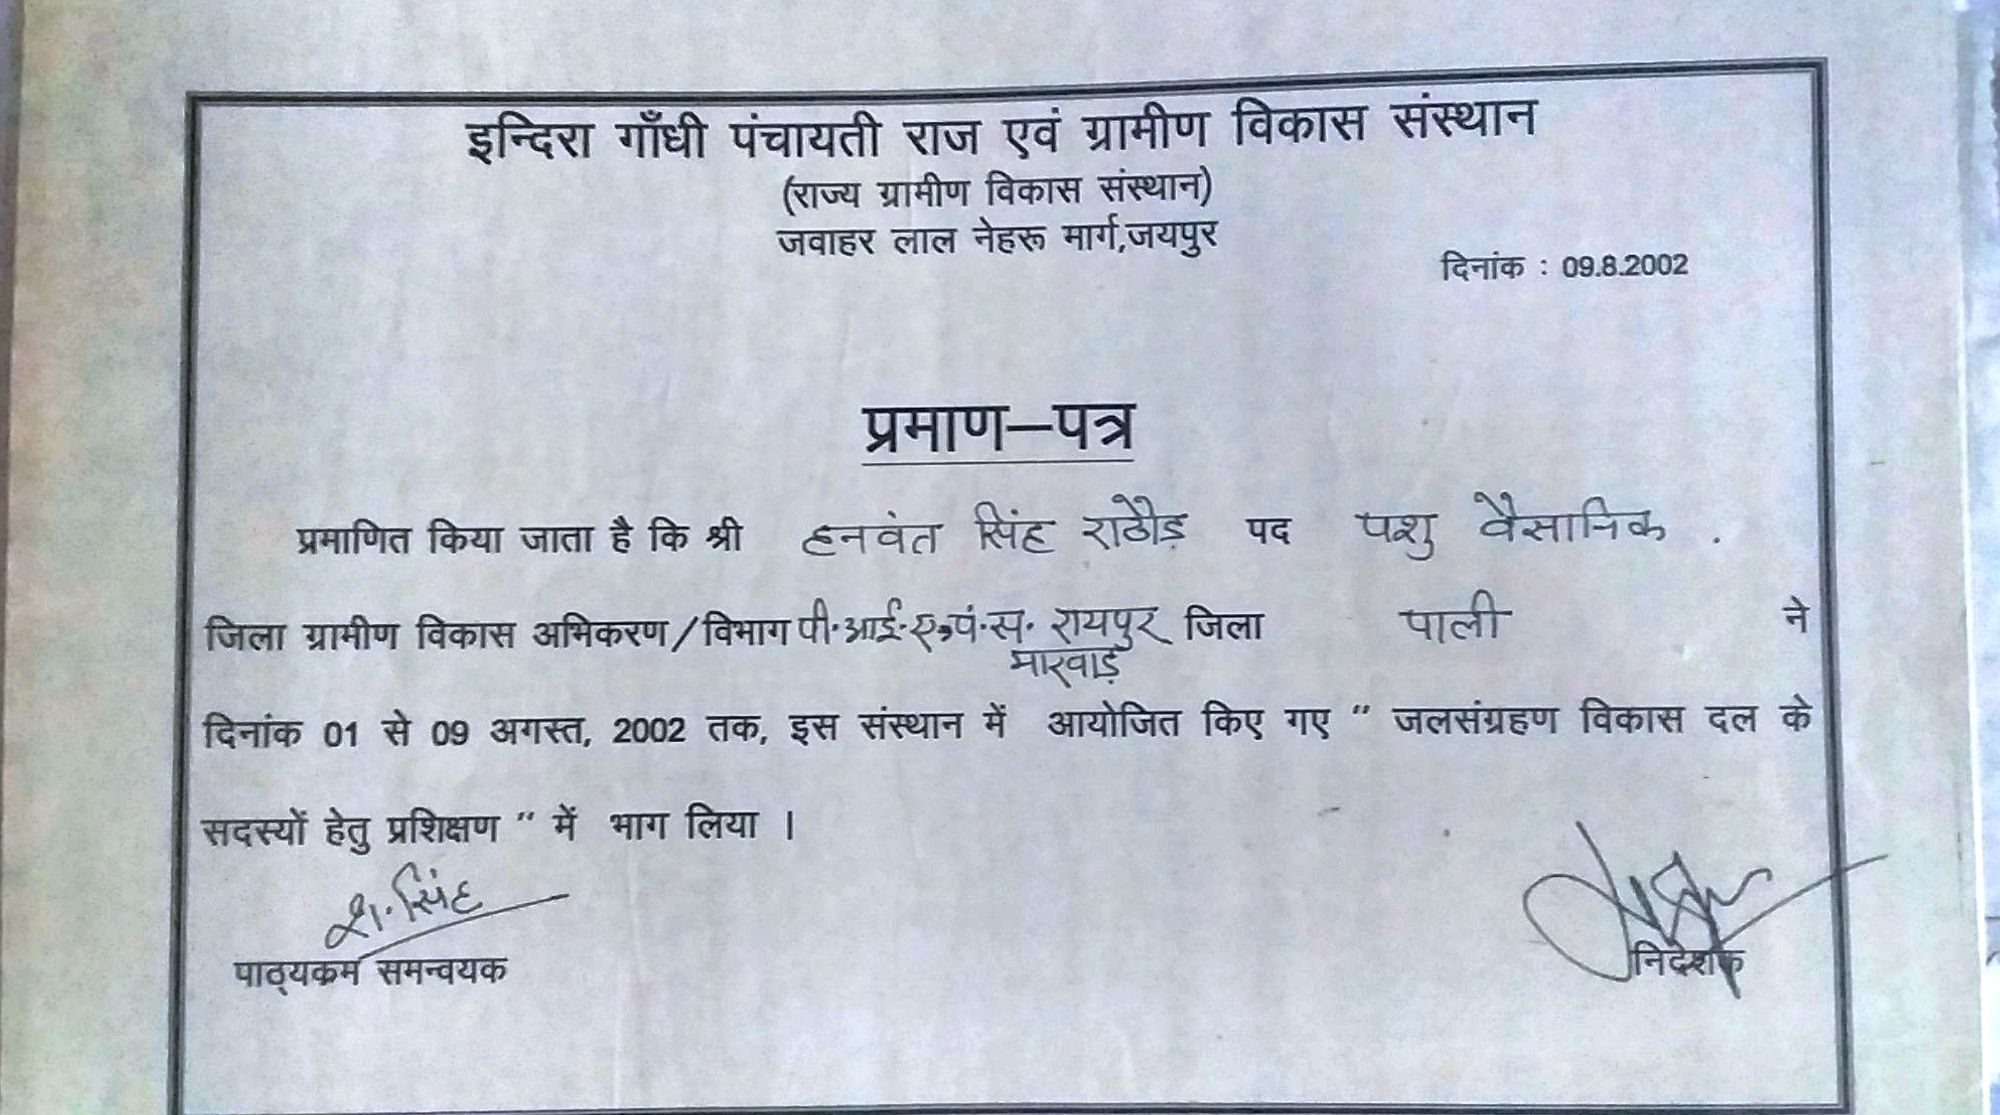 इन्दिरा गाँधी पंचायती राज एवं ग्रामीण विकास संस्थान
(राज्य ग्रामीण विकास संस्थान)
जवाहर लाल नेहरू मार्ग,जयपुर
दिनांक : 09.8.2002
प्रमाण–पत्र
प्रमाणित किया जाता है कि श्री हनवंत सिंह राठौड़ पद पशु वैसानिक .
जिला ग्रामीण विकास अभिकरण/विभाग पी.आई.ए,पं.स. रायपुर जिला पाली ने
मारवाड़
दिनांक 01 से 09 अगस्त, 2002 तक, इस संस्थान में आयोजित किए गए " जलसंग्रहण विकास दल के
सदस्यों हेतु प्रशिक्षण " में भाग लिया ।
सिंह
पाठ्यक्रम समन्वयक
निदेशक